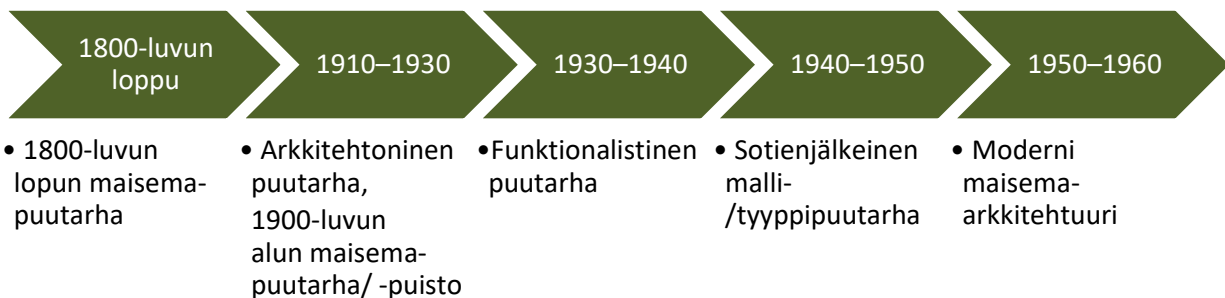 1800-luvun
loppu
1910–1930
1930–1940
1940–1950
1950–1960
• 1800-luvun
lopun maisema-
puutarha
• Arkkitehtoninen
puutarha,
1900-luvun
alun maisema-
puutarha/ -puisto
•Funktionalistinen
puutarha
• Sotienjälkeinen
malli-
/tyyppipuutarha
• Moderni
maisema-
arkkitehtuuri